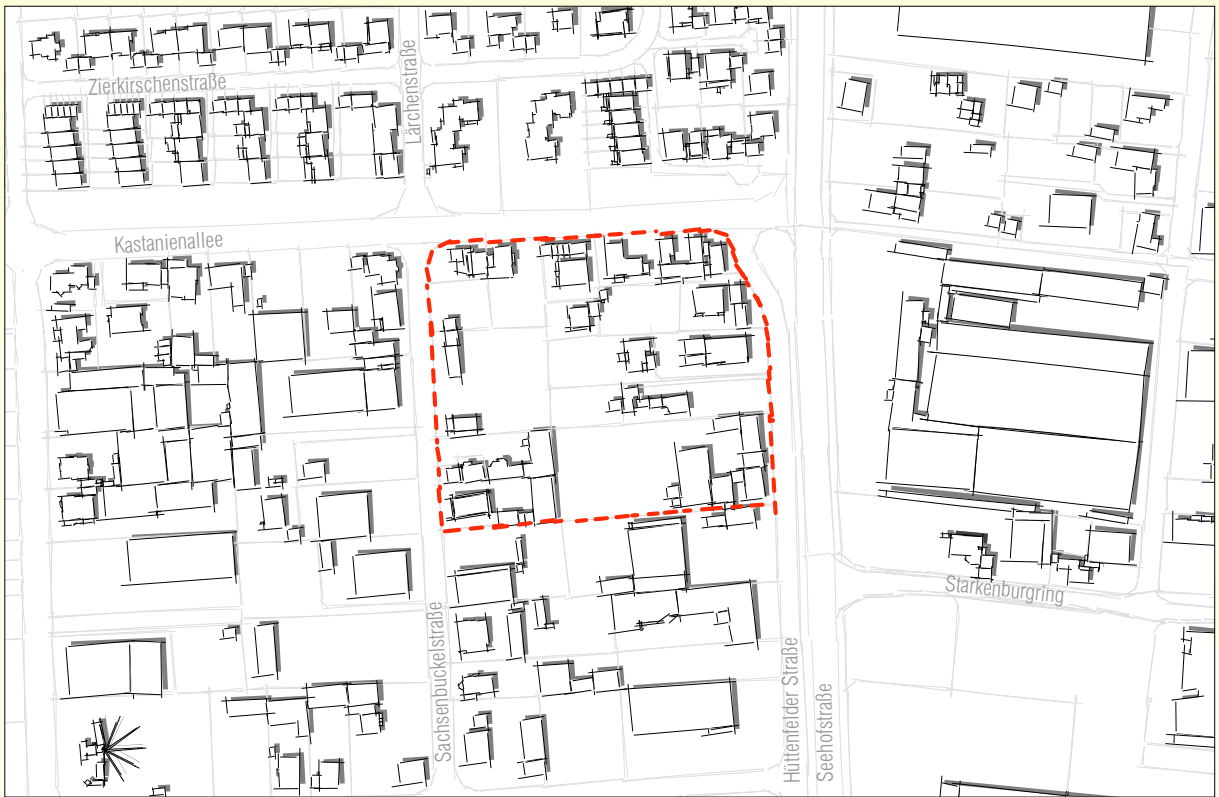 Zierkirschenstraße
Lärchenstraße
Kastanienallee
Starkenburgring
Sachsenbuckelstraße
Hüttenfelder Straße
Seehofstraße